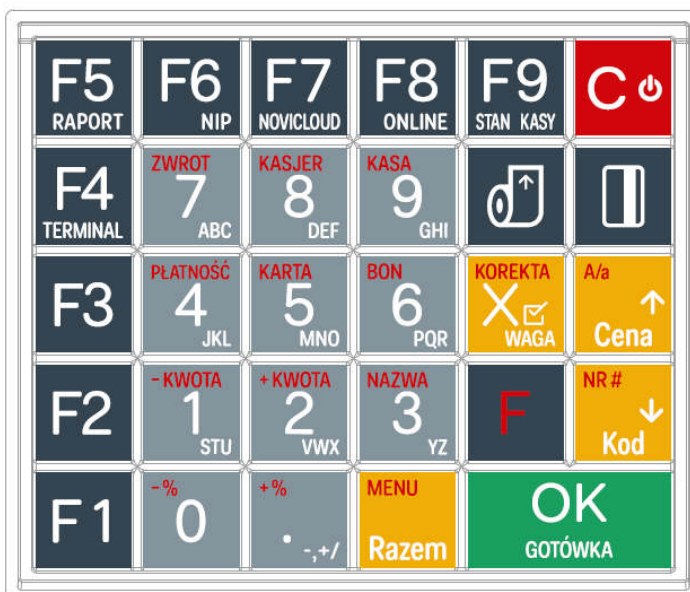 F5 F6 F7 F8 F9 C
RAPORT NIP NOVICLOUD ONLINE STAN KASY
ZWROT KASJER KASA
F4 7 8 9
TERMINAL ABC DEF GHI
PŁATNOŚĆ KARTA BON KOREKTA A/a
F3 4 5 6 X
JKL MNO PQR WAGA Cena
-KWOTA +KWOTA NAZWA NR#
F2 1 2 3 F
STU VWX YZ Kod
-% +% MENU
F1 0 . OK
-,+/ Razem GOTÓWKA